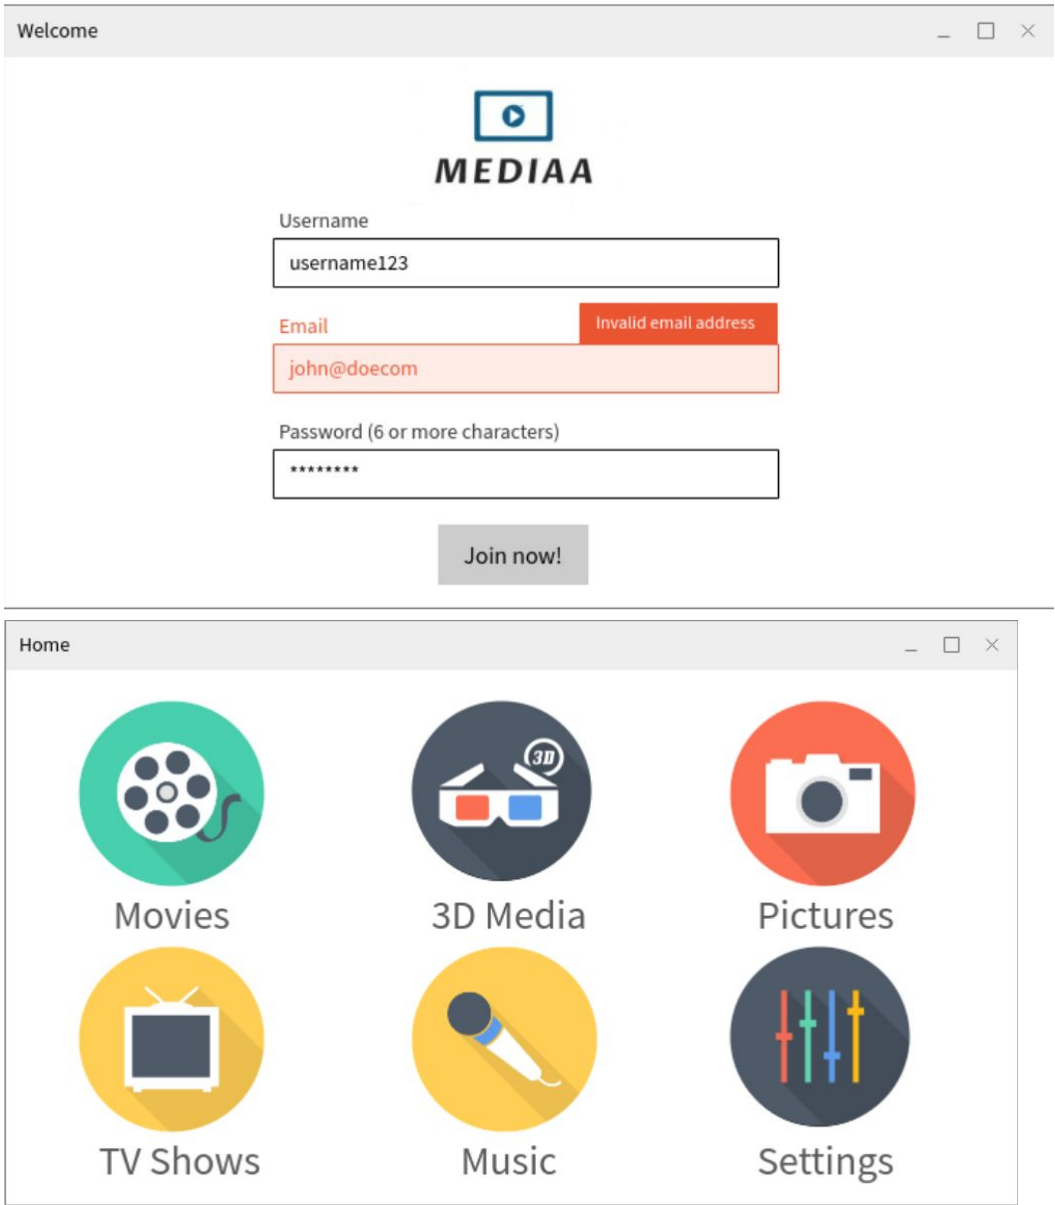 Welcome
MEDIAA
Username
username123
Email
Invalid email address
john@doecom
Password (6 or more characters)
********
Join now!
Home
3D
Movies
3D Media
Pictures
TV Shows
Music
Settings